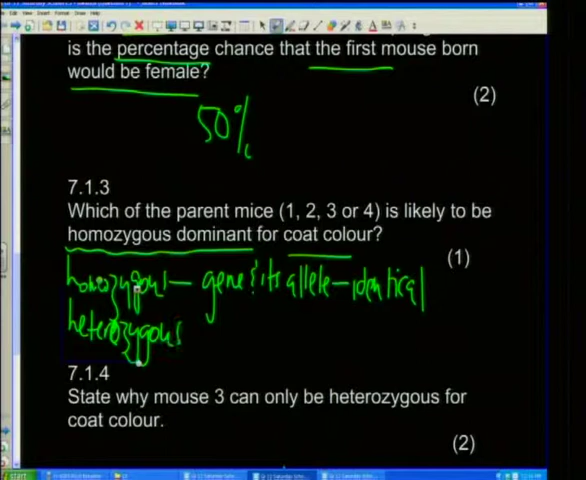 is the percentage chance that the first mouse born
would be female?
(2)
50%
7.1.3
Which of the parent mice (1, 2, 3 or 4) is likely to be
homozygous dominant for coat colour?
(1)
homozygous — gene & its allele — identical
heterozygous
7.1.4
State why mouse 3 can only be heterozygous for
coat colour.
(2)
start